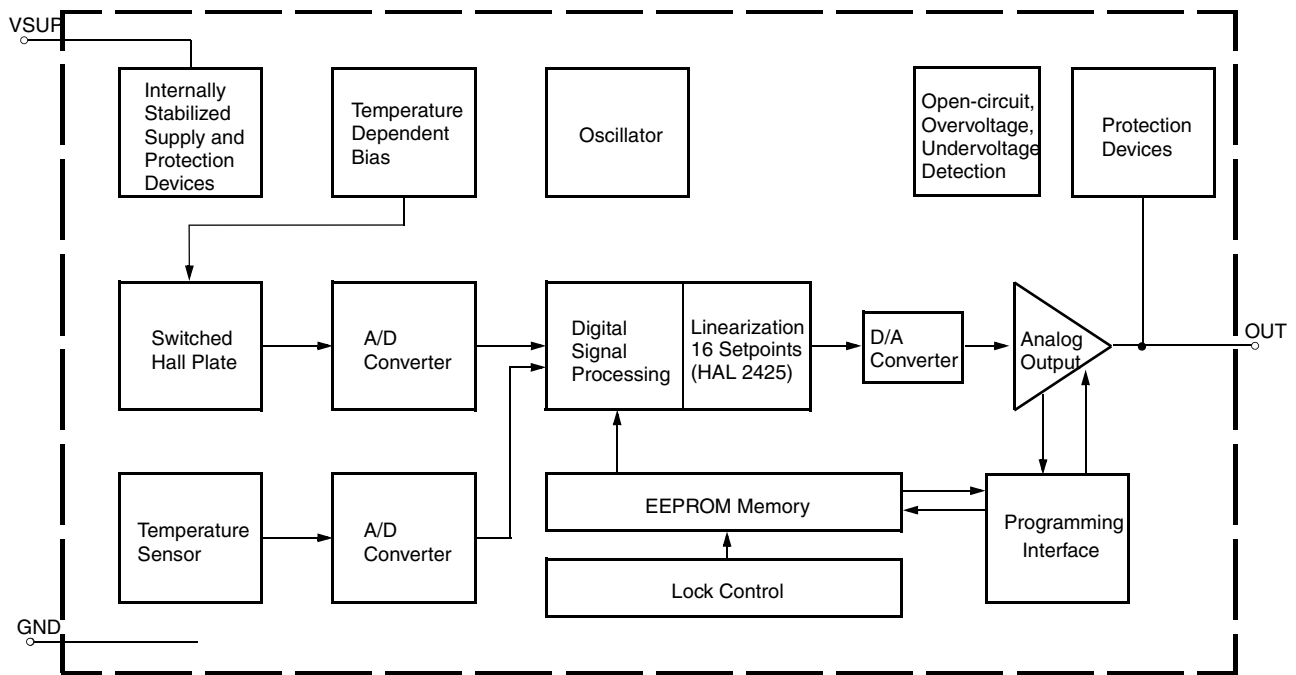 VSUP
Internally
Stabilized
Supply and
Protection
Devices
Temperature
Dependent
Bias
Oscillator
Open-circuit,
Overvoltage,
Undervoltage
Detection
Protection
Devices
Switched
Hall Plate
A/D
Converter
Digital
Signal
Processing
Linearization
16 Setpoints
(HAL 2425)
D/A
Converter
Analog
Output
OUT
Temperature
Sensor
A/D
Converter
EEPROM Memory
Lock Control
Programming
Interface
GND